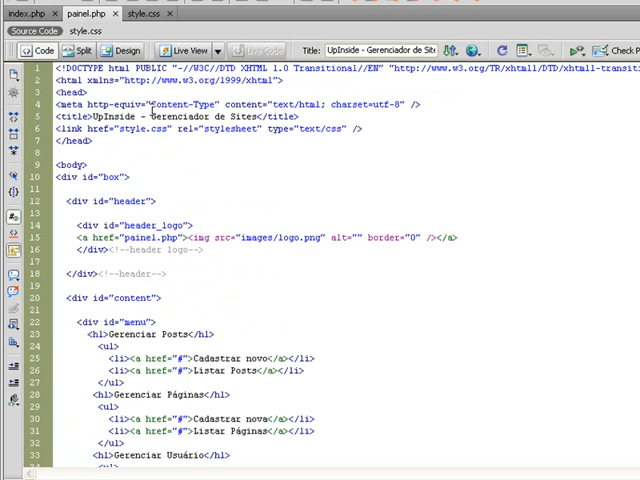 index.php × painel.php × style.css ×
Source Code style.css
Code Split Design Live View Live Code Title: UpInside - Gerenciador de Sit Check P
1 <!DOCTYPE html PUBLIC "-//W3C//DTD XHTML 1.0 Transitional//EN" "http://www.w3.org/TR/xhtml1/DTD/xhtml1-transiti
2 <html xmlns="http://www.w3.org/1999/xhtml">
3 <head>
4 <meta http-equiv="Content-Type" content="text/html; charset=utf-8" />
5 <title>UpInside - Gerenciador de Sites</title>
6 <link href="style.css" rel="stylesheet" type="text/css" />
7 </head>
8
9 <body>
10 <div id="box">
11
12 <div id="header">
13
14 <div id="header_logo">
15 <a href="painel.php"><img src="images/logo.png" alt="" border="0" /></a>
16 </div><!--header logo-->
17
18 </div><!--header-->
19
20 <div id="content">
21
22 <div id="menu">
23 <h1>Gerenciar Posts</h1>
24 <ul>
25 <li><a href="#">Cadastrar novo</a></li>
26 <li><a href="#">Listar Posts</a></li>
27 </ul>
28 <h1>Gerenciar Páginas</h1>
29 <ul>
30 <li><a href="#">Cadastrar nova</a></li>
31 <li><a href="#">Listar Páginas</a></li>
32 </ul>
33 <h1>Gerenciar Usuário</h1>
34 <ul>